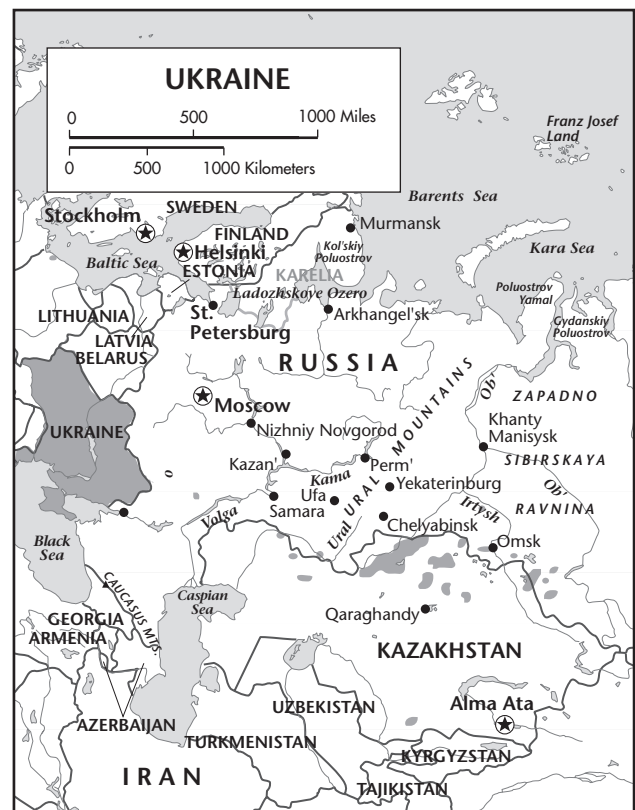 UKRAINE
0 500 1000 Miles
0 500 1000 Kilometers
Franz Josef
Land
Barents Sea
Kara Sea
SWEDEN
Stockholm
FINLAND
Helsinki
Murmansk
Kol'skiy
Poluostrov
Baltic Sea
ESTONIA
KARELIA
Ladozhskoye Ozero
Poluostrov
Yamal
Gydanskiy
Poluostrov
LITHUANIA
St.
Petersburg
Arkhangel'sk
LATVIA
BELARUS
RUSSIA
Moscow
UKRAINE
Nizhniy Novgorod
Kazan'
Kama
Perm'
URAL MOUNTAINS
Ob'
ZAPADNO
Khanty
Manisysk
SIBIRSKAYA
Ob'
RAVNINA
Yekaterinburg
Ufa
Samara
Volga
Ural
Chelyabinsk
Irtysh
Omsk
o
Black
Sea
CAUCASUS MTS.
Caspian
Sea
GEORGIA
ARMENIA
Qaraghandy
KAZAKHSTAN
Alma Ata
AZERBAIJAN
UZBEKISTAN
TURKMENISTAN
KYRGYZSTAN
IRAN
TAJIKISTAN